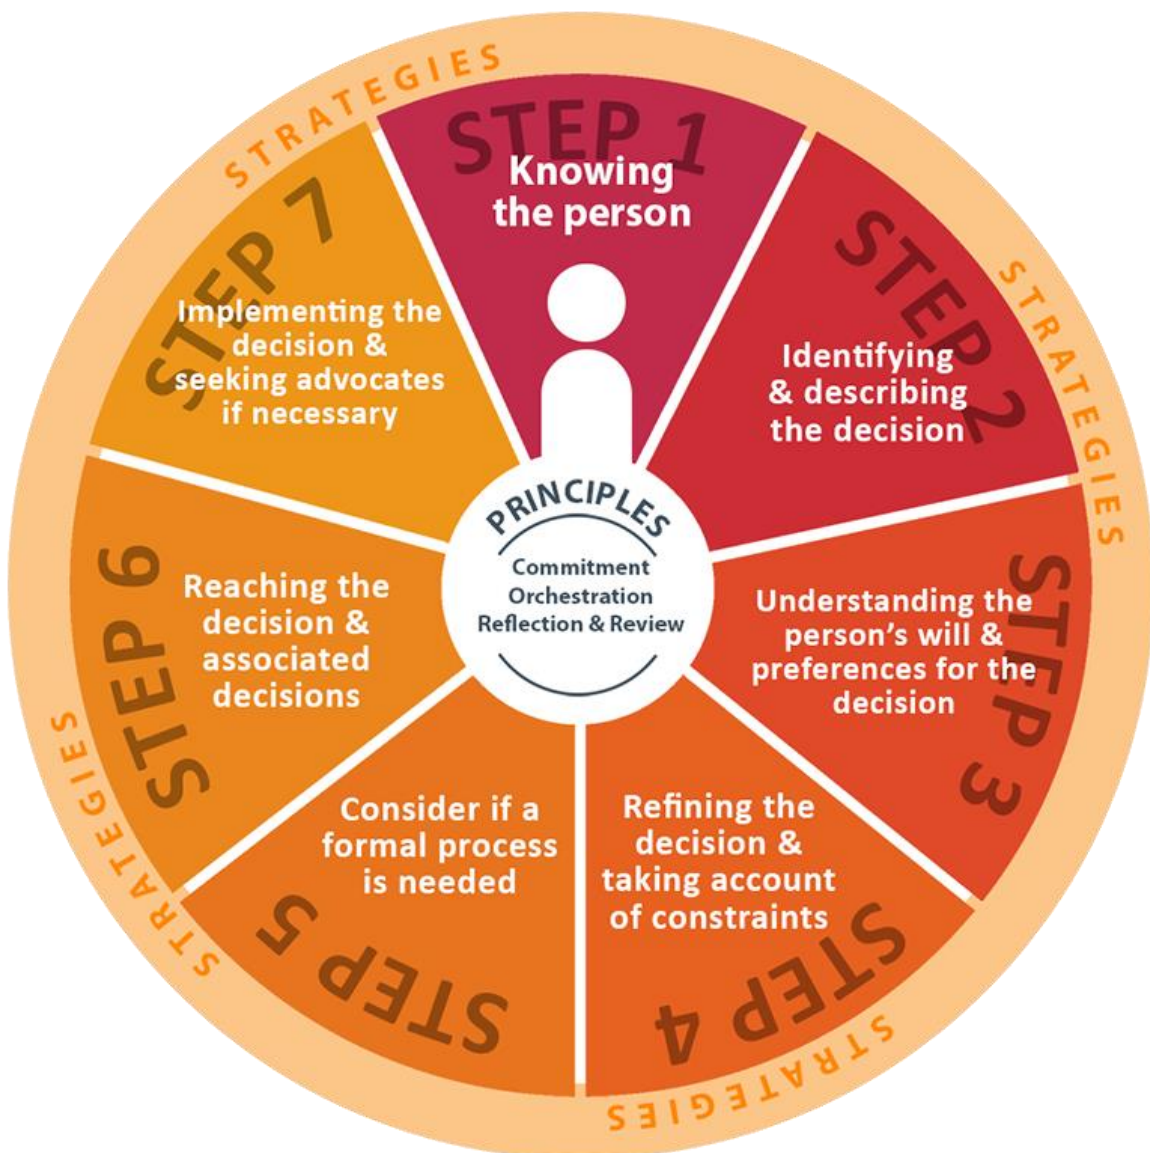 STRATEGIES
STEP 1
Knowing
the person
STEP 2
Identifying
& describing
the decision
STRATEGIES
STEP 3
Understanding the
person’s will &
preferences for the
decision
STEP 4
Refining the
decision &
taking account
of constraints
STRATEGIES
STEP 5
Consider if a
formal process
is needed
STRATEGIES
STEP 6
Reaching the
decision &
associated
decisions
STEP 7
Implementing the
decision &
seeking advocates
if necessary
PRINCIPLES
Commitment
Orchestration
Reflection & Review